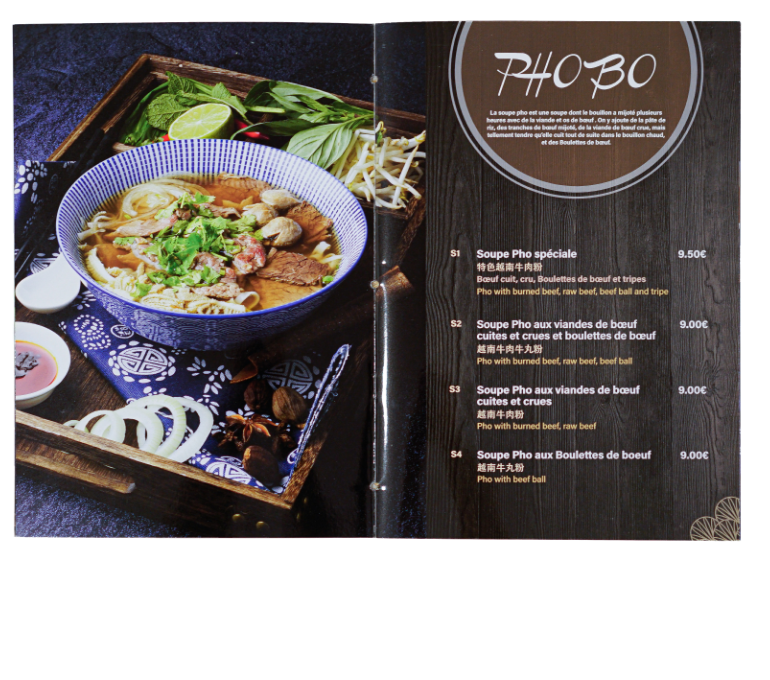 PHO BO
La soupe pho est une soupe dont le bouillon a mijoté plusieurs
heures avec de la viande et os de bœuf . On y ajoute de la pâte de
riz, des tranches de bœuf mijoté, de la viande de bœuf crue, mais
tellement tendre qu'elle cuit tout de suite dans le bouillon chaud,
et des Boulettes de bœuf.
S1 Soupe Pho spéciale 9.50€
特色越南牛肉粉
Bœuf cuit, cru, Boulettes de bœuf et tripes
Pho with burned beef, raw beef, beef ball and tripe
S2 Soupe Pho aux viandes de bœuf 9.00€
cuites et crues et boulettes de bœuf
越南牛肉牛丸粉
Pho with burned beef, raw beef, beef ball
S3 Soupe Pho aux viandes de bœuf 9.00€
cuites et crues
越南牛肉粉
Pho with burned beef, raw beef
S4 Soupe Pho aux Boulettes de boeuf 9.00€
越南牛丸粉
Pho with beef ball